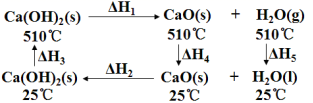 ΔH₁
Ca(OH)₂(s) CaO(s) + H₂O(g)
510℃ 510℃ 510℃
ΔH₃ ΔH₄ ΔH₅
ΔH₂
Ca(OH)₂(s) CaO(s) + H₂O(l)
25℃ 25℃ 25℃